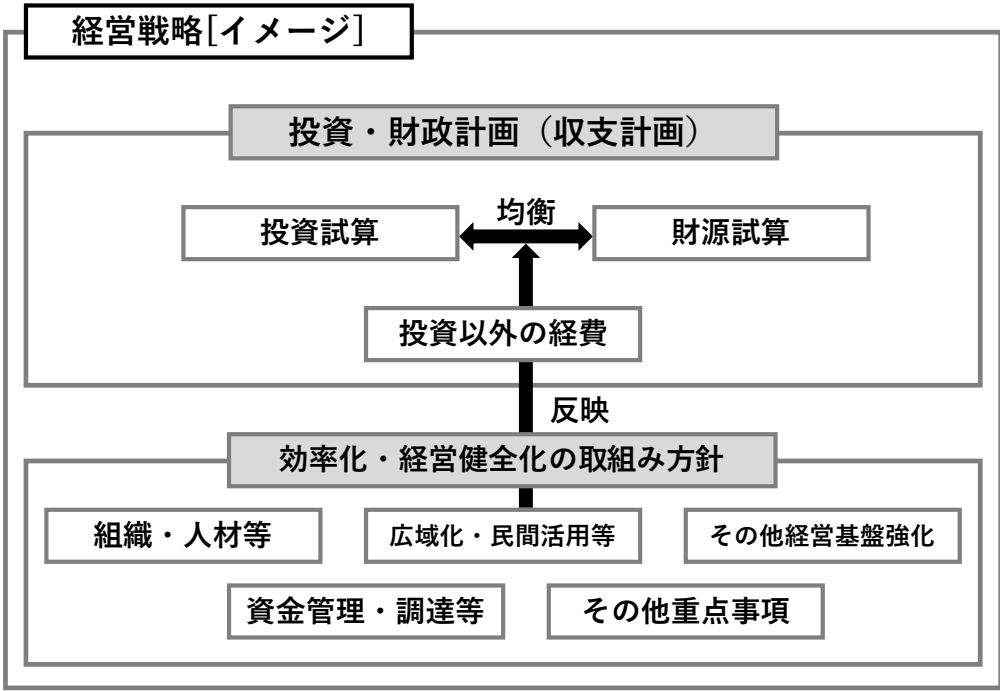 経営戦略[イメージ]
投資・財政計画（収支計画）
投資試算
均衡
財源試算
投資以外の経費
反映
効率化・経営健全化の取組み方針
組織・人材等
広域化・民間活用等
その他経営基盤強化
資金管理・調達等
その他重点事項